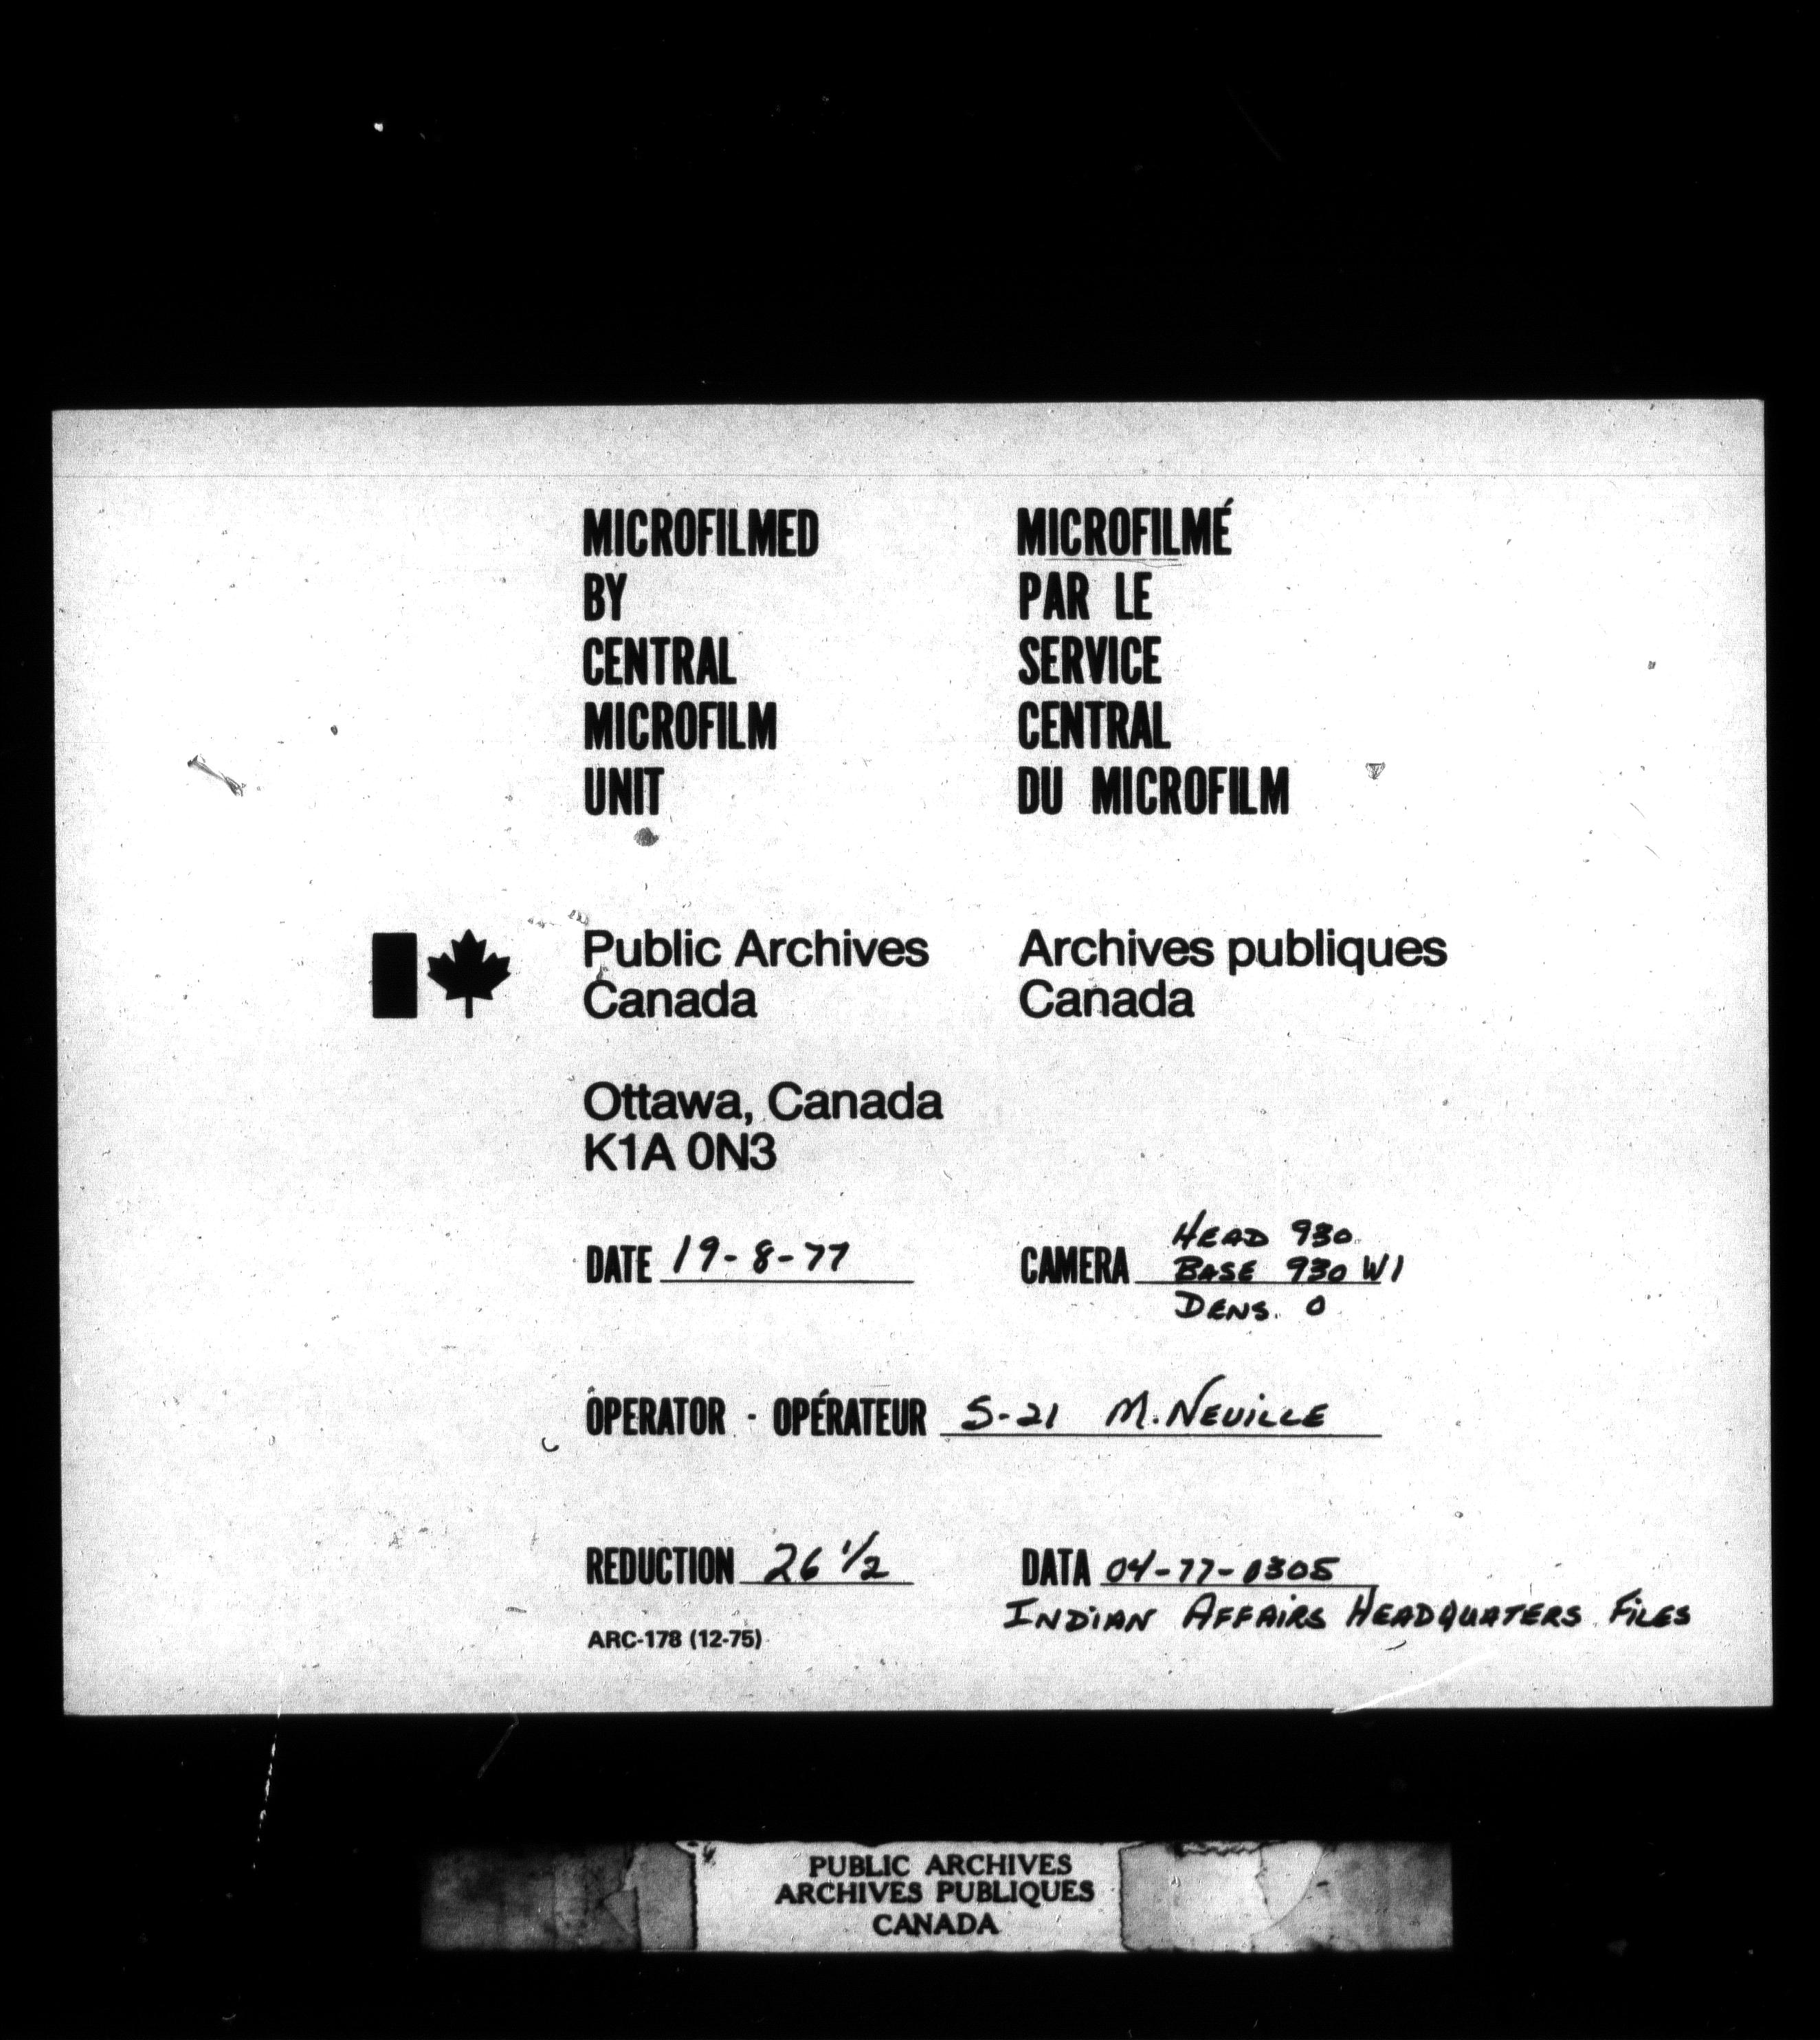 MICROFILMED
BY
CENTRAL
MICROFILM
UNIT
MICROFILMÉ
PAR LE
SERVICE
CENTRAL
DU MICROFILM
Public Archives
Canada
Archives publiques
Canada
Ottawa, Canada
K1A 0N3
DATE 19-8-77
CAMERA HEAD 930
BASE 930 W1
DENS. 0
OPERATOR - OPÉRATEUR S-21 M. NEVILLE
REDUCTION 26 1/2
DATA 04-77-0305
INDIAN AFFAIRS HEADQUATERS FILES
ARC-178 (12-75)
PUBLIC ARCHIVES
ARCHIVES PUBLIQUES
CANADA